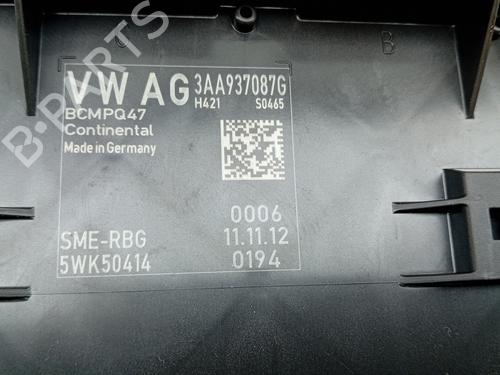 B
VW AG 3AA937087G
BCMPQ47 H421 S0465
Continental
Made in Germany
0006
SME-RBG 11.11.12
5WK50414 0194
B-PARTS